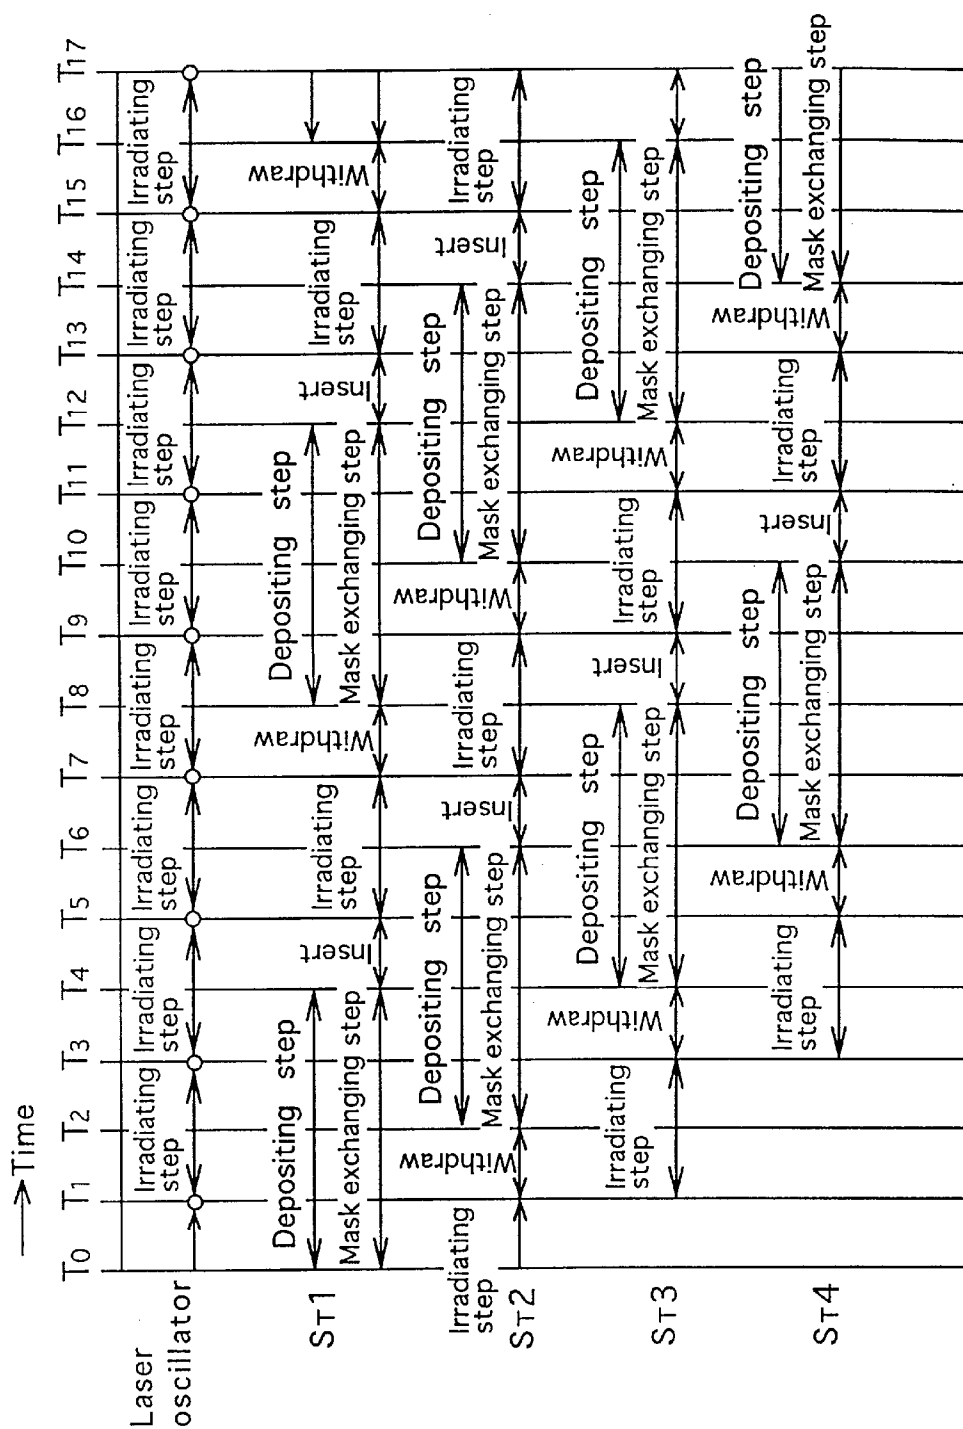 Time
T0 T1 T2 T3 T4 T5 T6 T7 T8 T9 T10 T11 T12 T13 T14 T15 T16 T17
Laser
oscillator
Irradiating
step
Irradiating
step
Irradiating
step
Irradiating
step
Irradiating
step
Irradiating
step
Irradiating
step
Irradiating
step
ST1
Depositing step
Mask exchanging step
Insert
Irradiating
step
Withdraw
Depositing step
Mask exchanging step
Insert
Irradiating
step
Withdraw
ST2
Irradiating
step
Withdraw
Depositing step
Mask exchanging step
Insert
Irradiating
step
Withdraw
Depositing step
Mask exchanging step
Insert
Irradiating
step
ST3
Irradiating
step
Withdraw
Depositing step
Mask exchanging step
Insert
Irradiating
step
Withdraw
Depositing step
Mask exchanging step
ST4
Irradiating
step
Withdraw
Depositing step
Mask exchanging step
Insert
Irradiating
step
Withdraw
Depositing step
Mask exchanging step